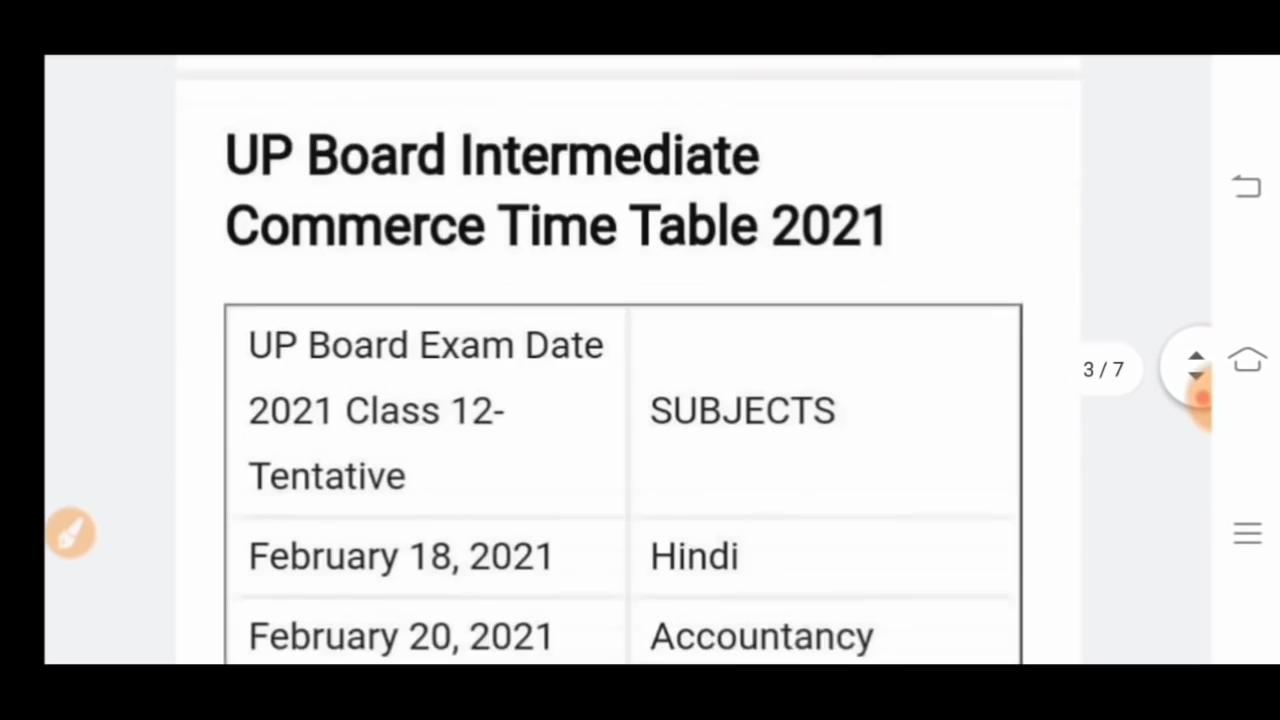 UP Board Intermediate
Commerce Time Table 2021
UP Board Exam Date
2021 Class 12-
Tentative
SUBJECTS
February 18, 2021 Hindi
February 20, 2021 Accountancy
3 / 7